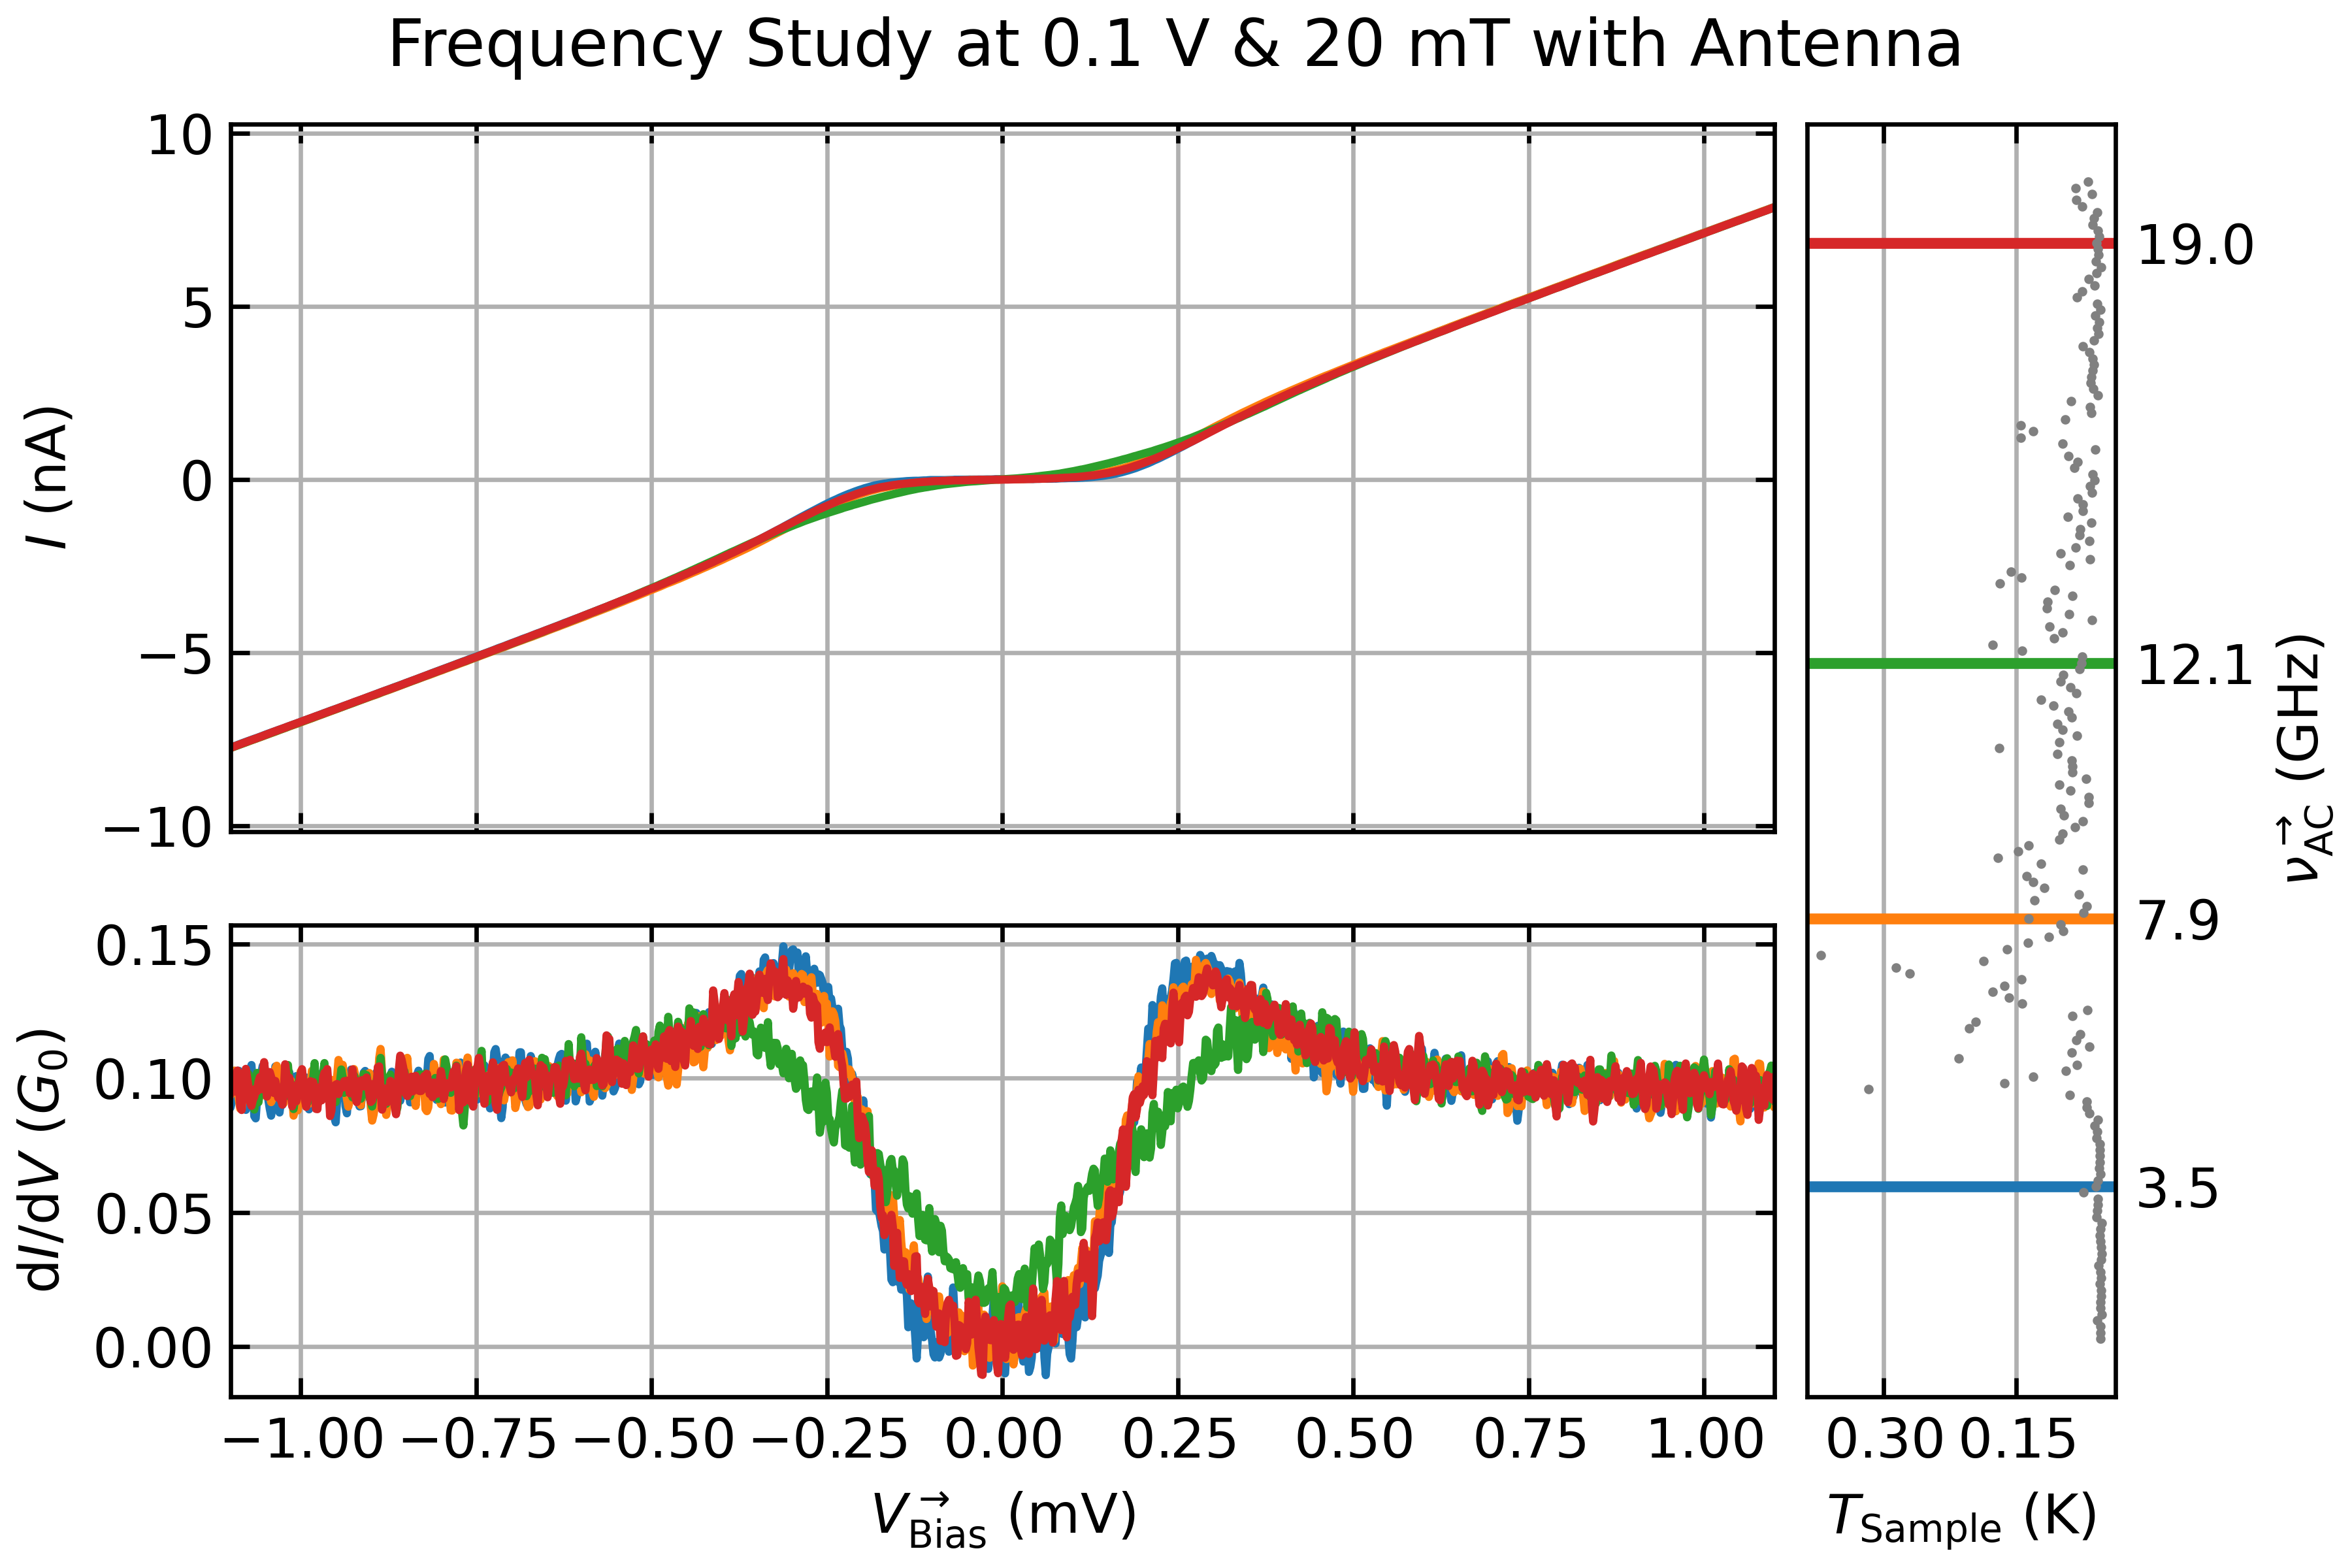 Frequency Study at 0.1 V & 20 mT with Antenna
10
5
0
−5
−10
I (nA)
0.15
0.10
0.05
0.00
dI/dV (G₀)
−1.00 −0.75 −0.50 −0.25 0.00 0.25 0.50 0.75 1.00
V→Bias (mV)
0.30 0.15
TSample (K)
19.0
12.1
7.9
3.5
ν→AC (GHz)